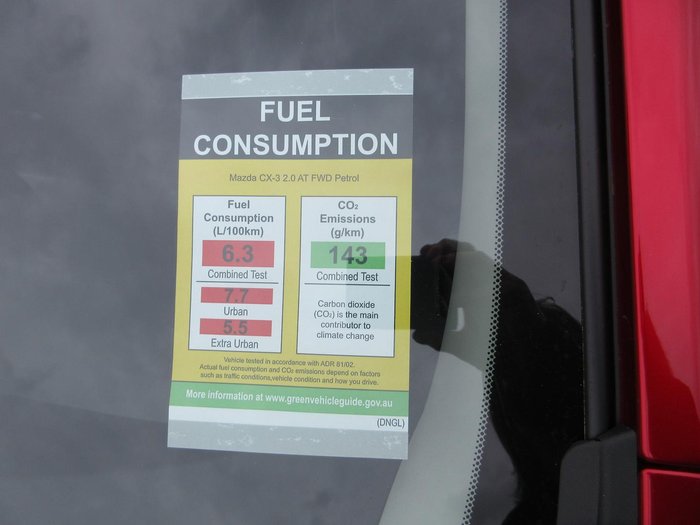 FUEL
CONSUMPTION
Mazda CX-3 2.0 AT FWD Petrol
Fuel
Consumption
(L/100km)
6.3
Combined Test
7.7
Urban
5.5
Extra Urban
CO₂
Emissions
(g/km)
143
Combined Test
Carbon dioxide
(CO₂) is the main
contributor to
climate change
Vehicle tested in accordance with ADR 81/02.
Actual fuel consumption and CO₂ emissions depend on factors
such as traffic conditions,vehicle condition and how you drive.
More information at www.greenvehicleguide.gov.au
(DNGL)